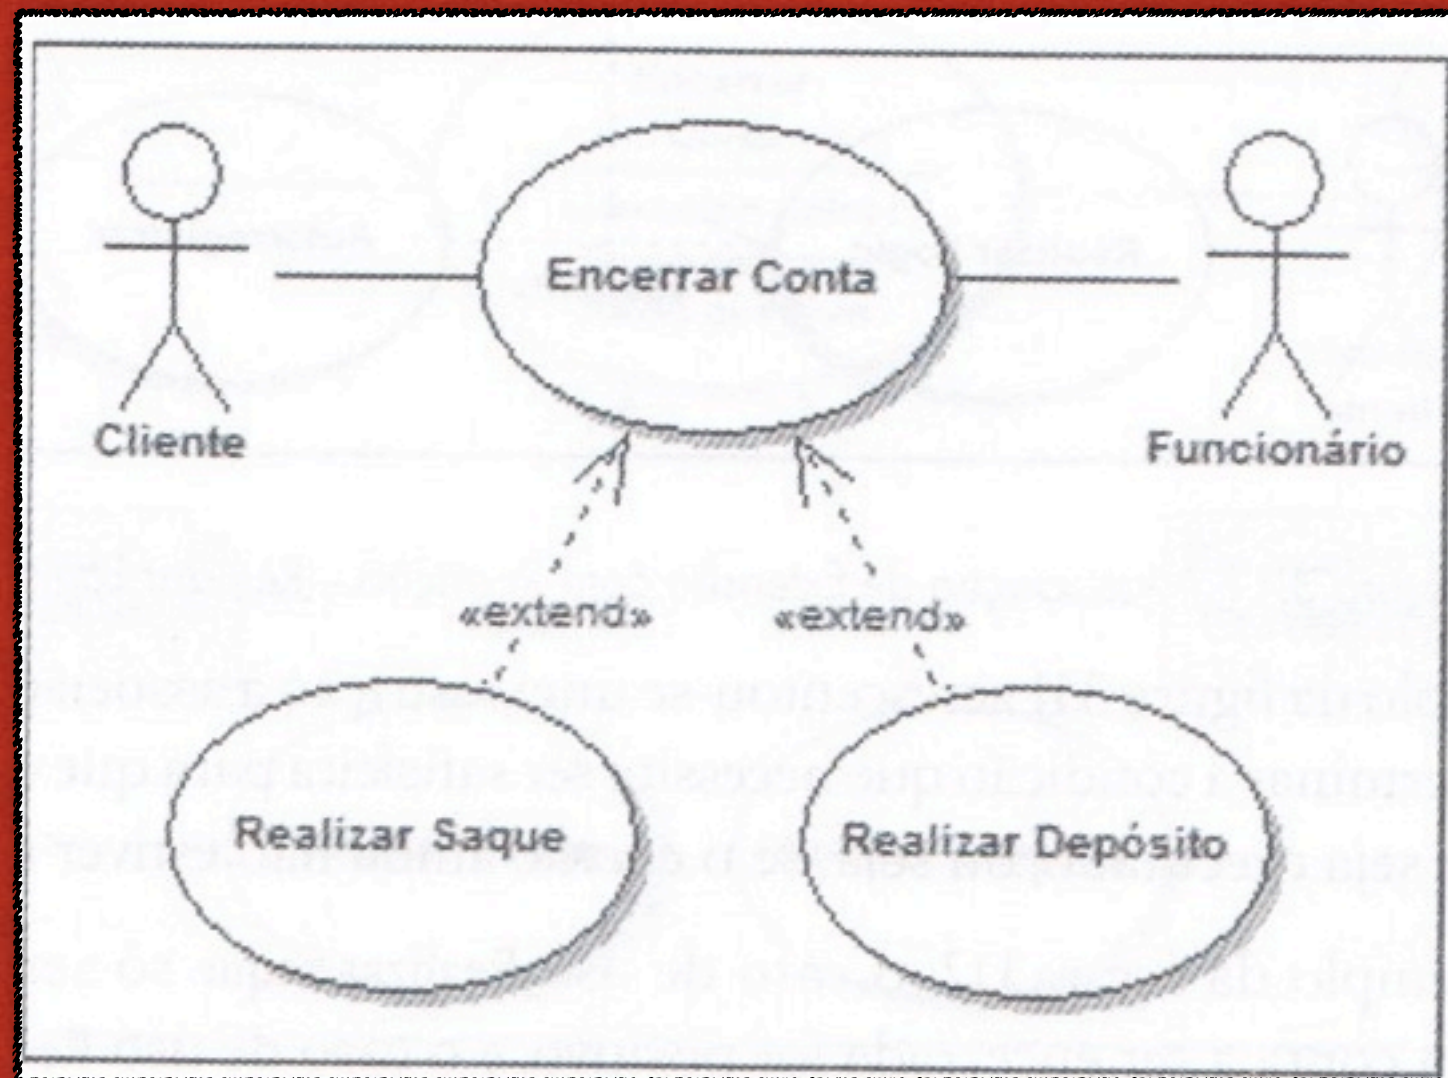 Encerrar Conta
Cliente
Funcionário
«extend» «extend»
Realizar Saque
Realizar Depósito